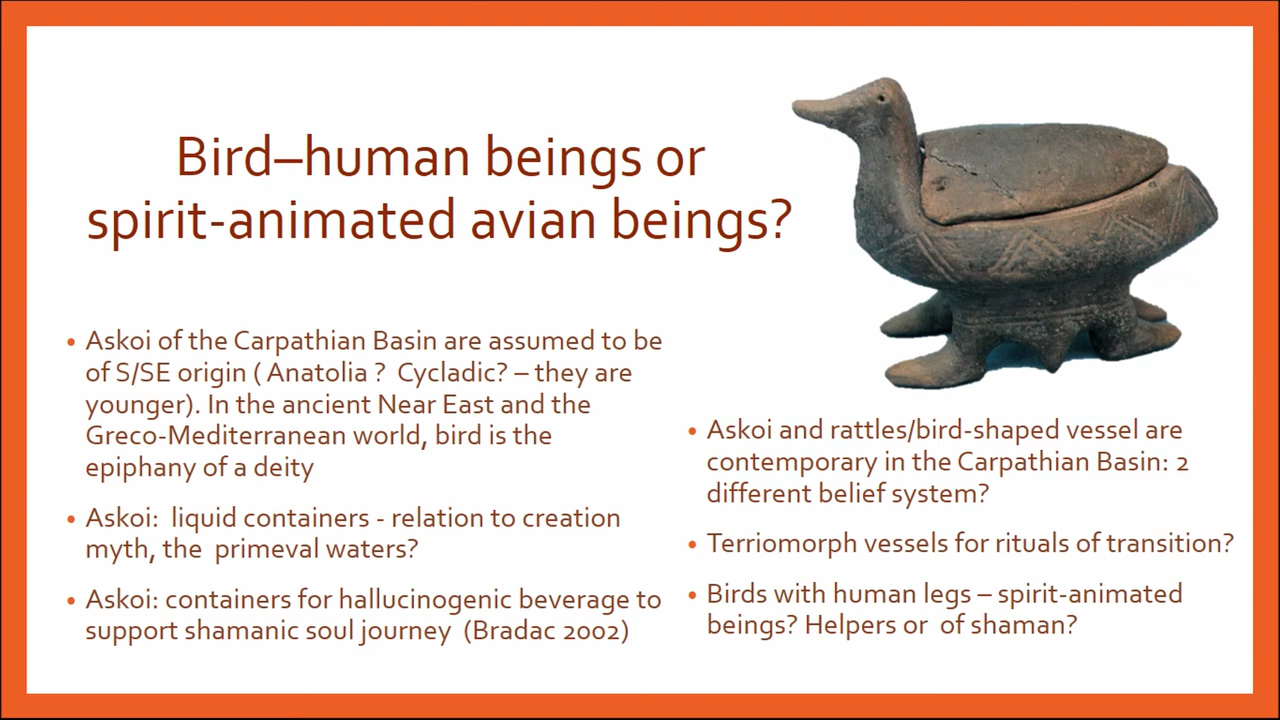 Bird–human beings or
spirit-animated avian beings?
• Askoi of the Carpathian Basin are assumed to be
of S/SE origin ( Anatolia ? Cycladic? – they are
younger). In the ancient Near East and the
Greco-Mediterranean world, bird is the
epiphany of a deity
• Askoi: liquid containers - relation to creation
myth, the primeval waters?
• Askoi: containers for hallucinogenic beverage to
support shamanic soul journey (Bradac 2002)
• Askoi and rattles/bird-shaped vessel are
contemporary in the Carpathian Basin: 2
different belief system?
• Terriomorph vessels for rituals of transition?
• Birds with human legs – spirit-animated
beings? Helpers or of shaman?